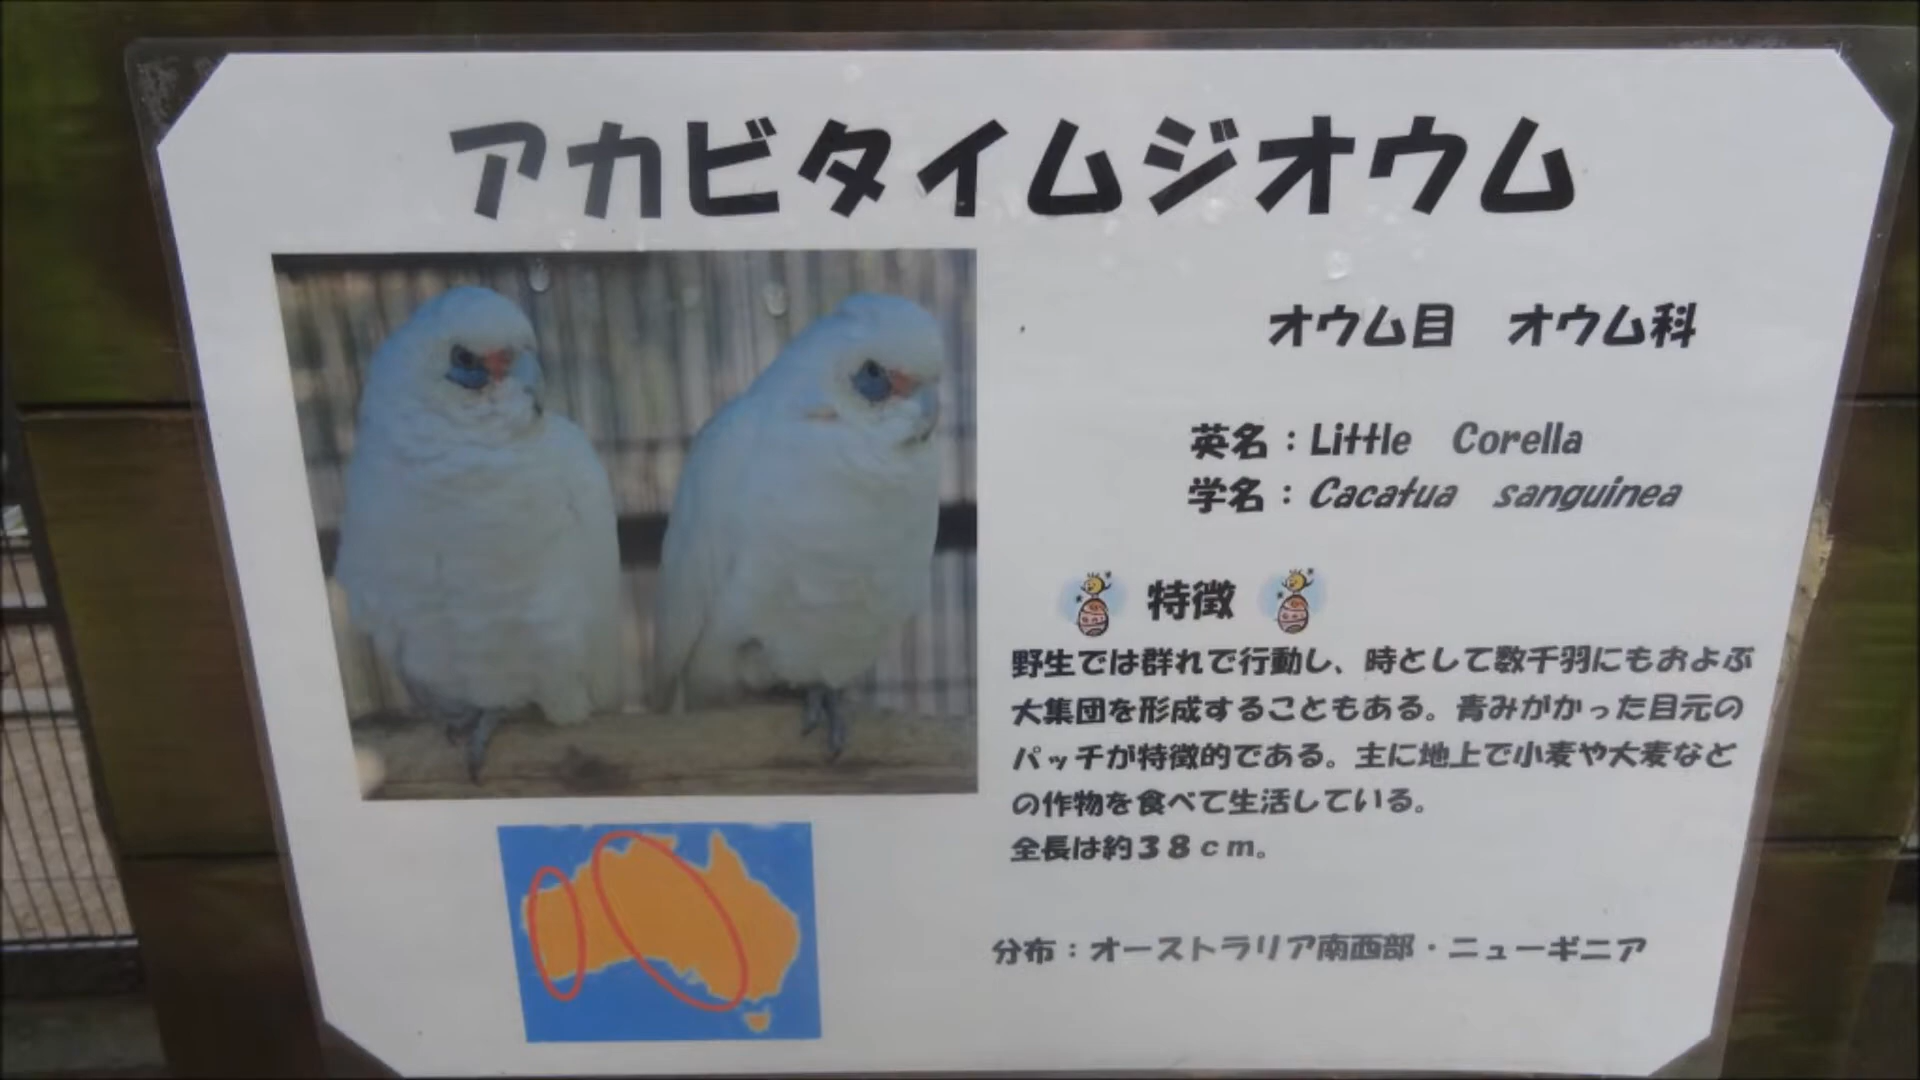 アカビタイムジオウム
オウム目　オウム科
英名：Little　Corella
学名：Cacatua　sanguinea
特徴
野生では群れで行動し、時として数千羽にもおよぶ
大集団を形成することもある。青みがかった目元の
パッチが特徴的である。主に地上で小麦や大麦など
の作物を食べて生活している。
全長は約３８ｃｍ。
分布：オーストラリア南西部・ニューギニア